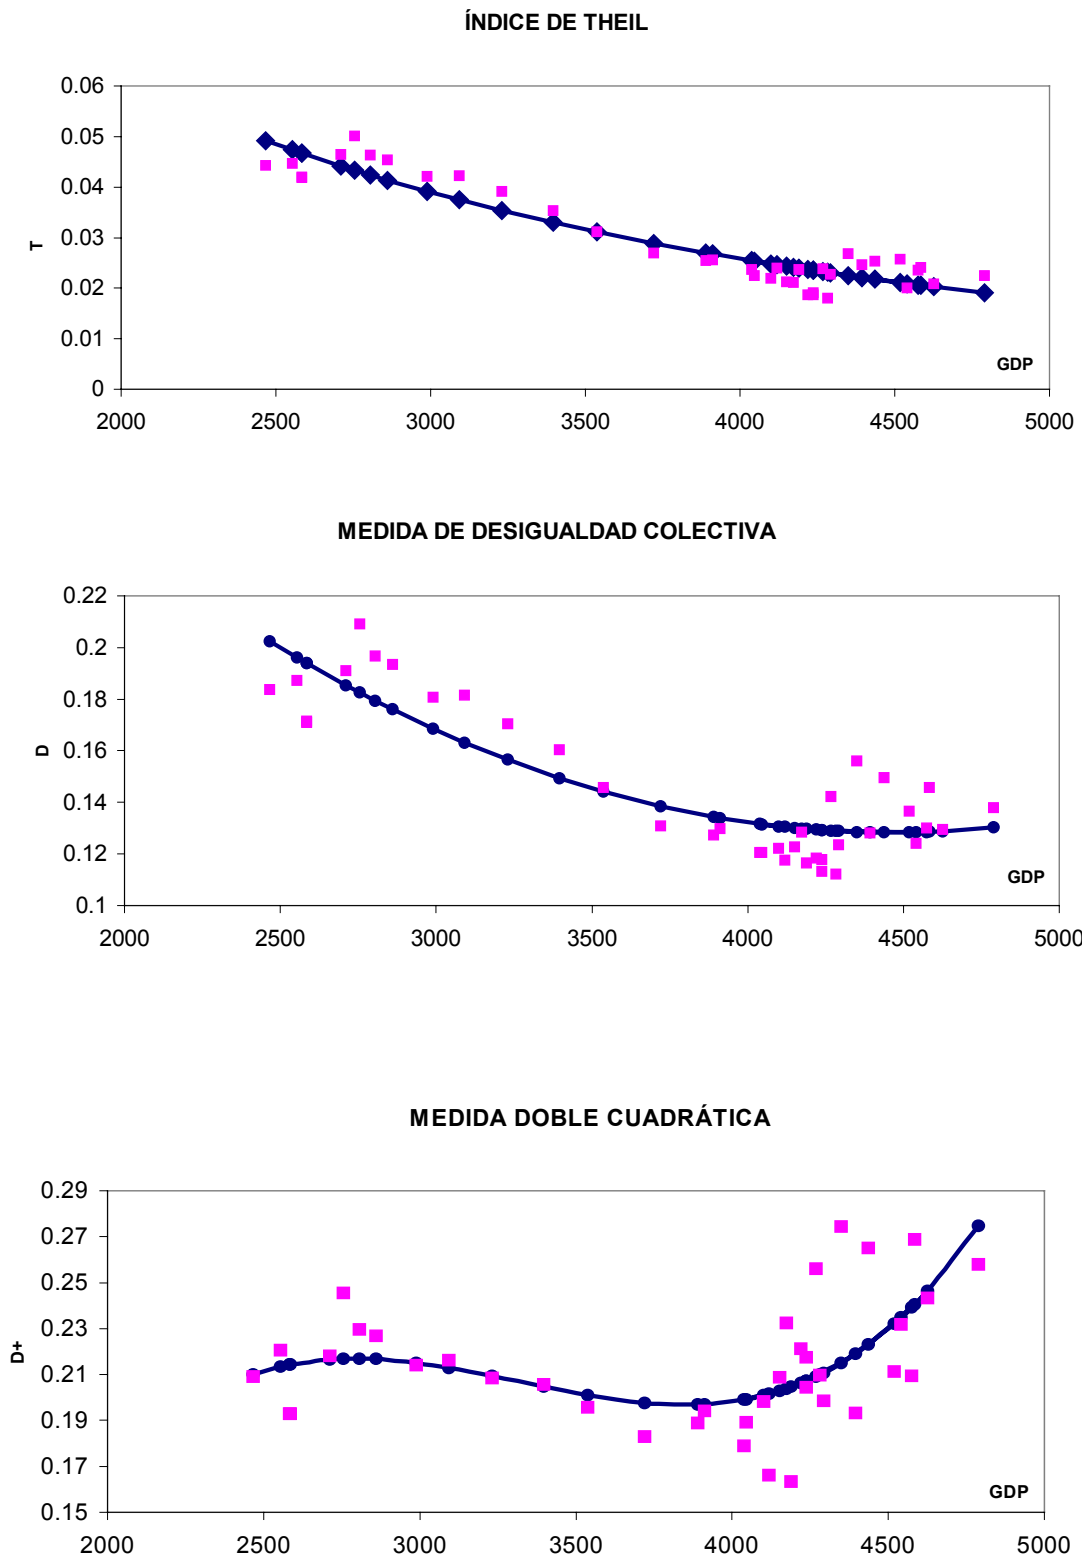 ÍNDICE DE THEIL
0.06
0.05
0.04
0.03
T
0.02
0.01
GDP
0
2000 2500 3000 3500 4000 4500 5000
MEDIDA DE DESIGUALDAD COLECTIVA
0.22
0.2
0.18
0.16
D
0.14
0.12
GDP
0.1
2000 2500 3000 3500 4000 4500 5000
MEDIDA DOBLE CUADRÁTICA
0.29
0.27
0.25
0.23
D+
0.21
0.19
0.17
GDP
0.15
2000 2500 3000 3500 4000 4500 5000